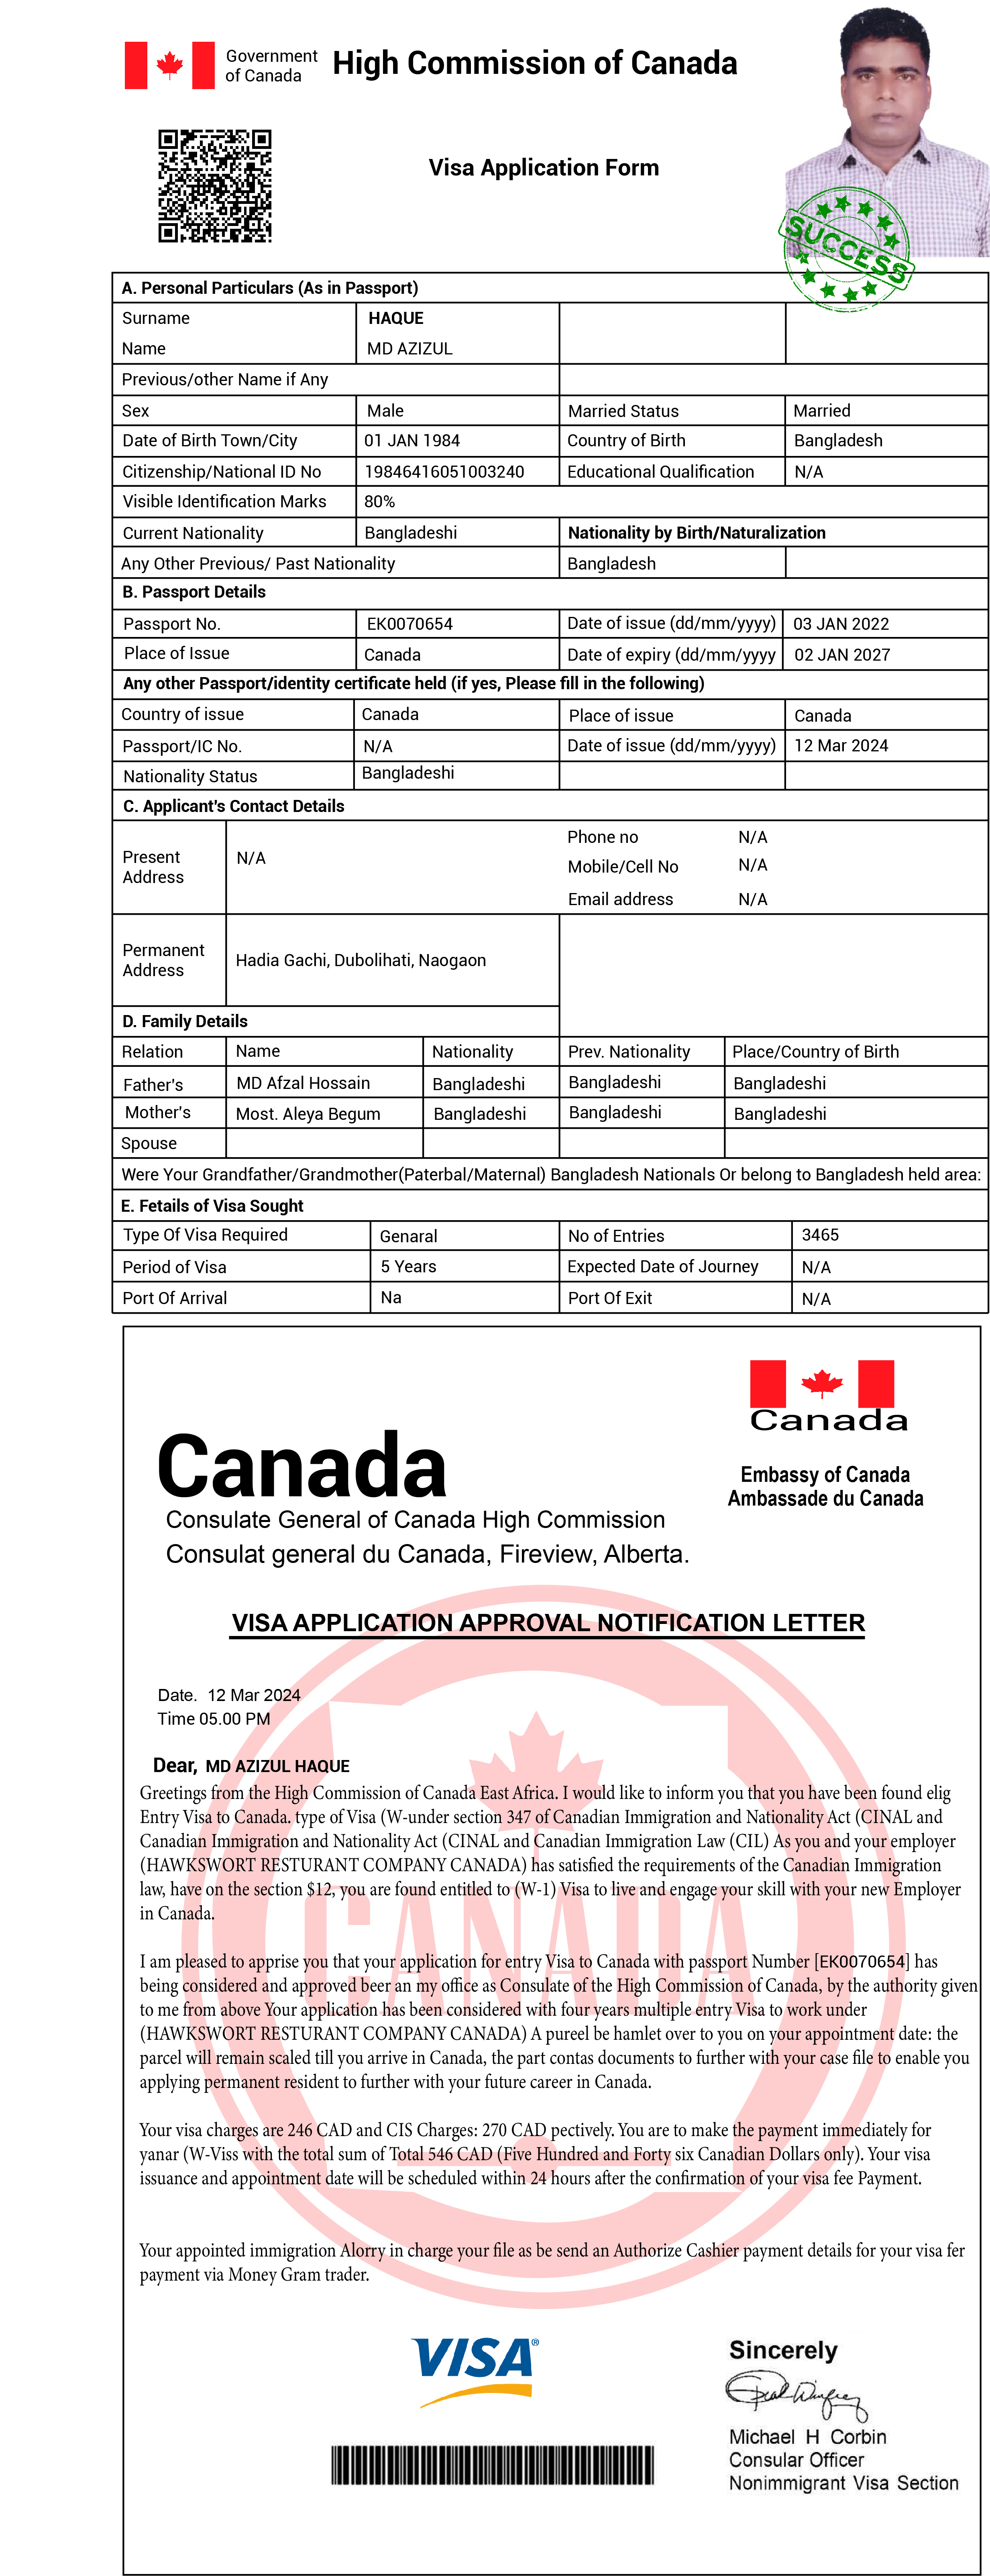 Government
of Canada
High Commission of Canada
Visa Application Form
SUCCESS
A. Personal Particulars (As in Passport)
Surname HAQUE
Name MD AZIZUL
Previous/other Name if Any
Sex Male Married Status Married
Date of Birth Town/City 01 JAN 1984 Country of Birth Bangladesh
Citizenship/National ID No 19846416051003240 Educational Qualification N/A
Visible Identification Marks 80%
Current Nationality Bangladeshi Nationality by Birth/Naturalization
Any Other Previous/ Past Nationality Bangladesh
B. Passport Details
Passport No. EK0070654 Date of issue (dd/mm/yyyy) 03 JAN 2022
Place of Issue Canada Date of expiry (dd/mm/yyyy 02 JAN 2027
Any other Passport/identity certificate held (if yes, Please fill in the following)
Country of issue Canada Place of issue Canada
Passport/IC No. N/A Date of issue (dd/mm/yyyy) 12 Mar 2024
Nationality Status Bangladeshi
C. Applicant's Contact Details
Present
Address
N/A
Phone no N/A
Mobile/Cell No N/A
Email address N/A
Permanent
Address
Hadia Gachi, Dubolihati, Naogaon
D. Family Details
Relation Name Nationality Prev. Nationality Place/Country of Birth
Father's MD Afzal Hossain Bangladeshi Bangladeshi Bangladeshi
Mother's Most. Aleya Begum Bangladeshi Bangladeshi Bangladeshi
Spouse
Were Your Grandfather/Grandmother(Paterbal/Maternal) Bangladesh Nationals Or belong to Bangladesh held area:
E. Fetails of Visa Sought
Type Of Visa Required Genaral No of Entries 3465
Period of Visa 5 Years Expected Date of Journey N/A
Port Of Arrival Na Port Of Exit N/A
Canada
Embassy of Canada
Ambassade du Canada
Canada
Consulate General of Canada High Commission
Consulat general du Canada, Fireview, Alberta.
VISA APPLICATION APPROVAL NOTIFICATION LETTER
Date. 12 Mar 2024
Time 05.00 PM
Dear, MD AZIZUL HAQUE
Greetings from the High Commission of Canada East Africa. I would like to inform you that you have been found elig
Entry Visa to Canada. type of Visa (W-under section 347 of Canadian Immigration and Nationality Act (CINAL and
Canadian Immigration and Nationality Act (CINAL and Canadian Immigration Law (CIL) As you and your employer
(HAWKSWORT RESTURANT COMPANY CANADA) has satisfied the requirements of the Canadian Immigration
law, have on the section $12, you are found entitled to (W-1) Visa to live and engage your skill with your new Employer
in Canada.
CANADA
I am pleased to apprise you that your application for entry Visa to Canada with passport Number [EK0070654] has
being considered and approved beer an my office as Consulate of the High Commission of Canada, by the authority given
to me from above Your application has been considered with four years multiple entry Visa to work under
(HAWKSWORT RESTURANT COMPANY CANADA) A pureel be hamlet over to you on your appointment date: the
parcel will remain scaled till you arrive in Canada, the part contas documents to further with your case file to enable you
applying permanent resident to further with your future career in Canada.
Your visa charges are 246 CAD and CIS Charges: 270 CAD pectively. You are to make the payment immediately for
yanar (W-Viss with the total sum of Total 546 CAD (Five Hundred and Forty six Canadian Dollars only). Your visa
issuance and appointment date will be scheduled within 24 hours after the confirmation of your visa fee Payment.
Your appointed immigration Alorry in charge your file as be send an Authorize Cashier payment details for your visa fer
payment via Money Gram trader.
VISA®
Sincerely
Michael H Corbin
Consular Officer
Nonimmigrant Visa Section